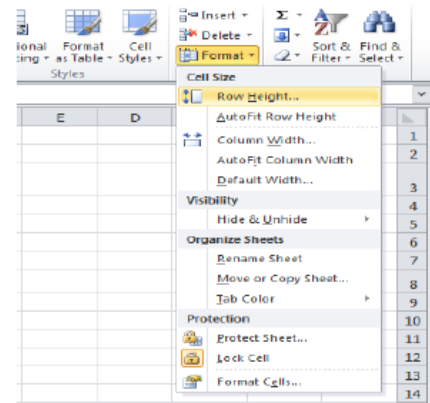 Insert
Delete
Format
Σ
ional Format Cell
ting as Table Styles
Sort & Find &
Filter Select
Styles
Cell Size
Row Height...
AutoFit Row Height
Column Width...
AutoFit Column Width
Default Width...
Visibility
Hide & Unhide
Organize Sheets
Rename Sheet
Move or Copy Sheet...
Tab Color
Protection
Protect Sheet...
Lock Cell
Format Cells...
E D
1
2
3
4
5
6
7
8
9
10
11
12
13
14